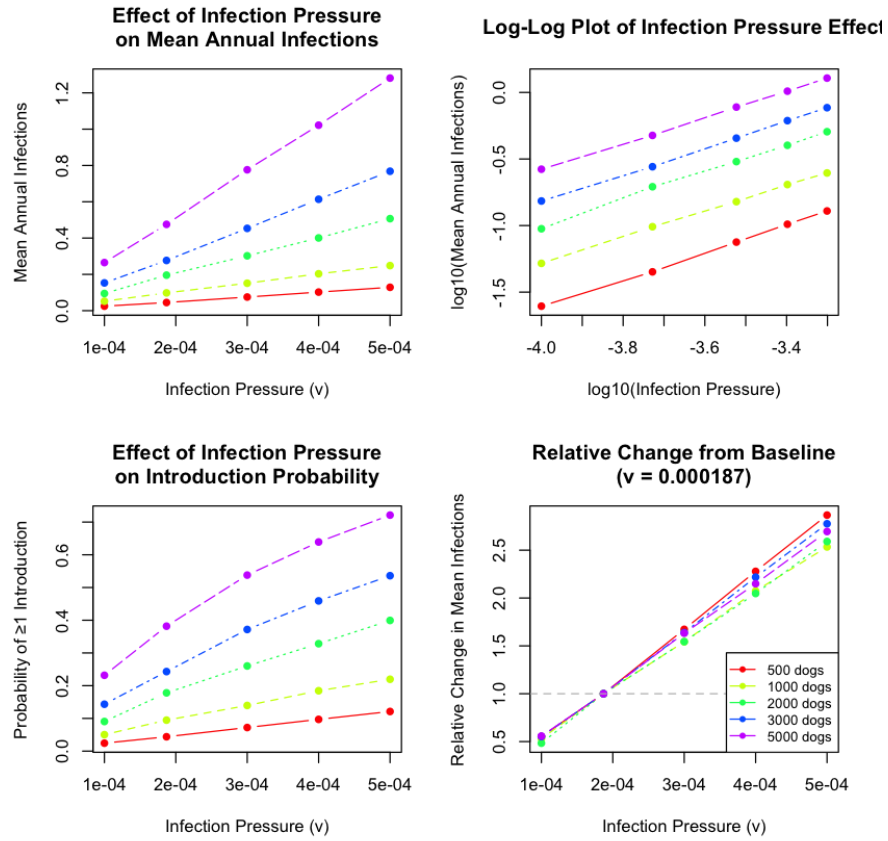 Effect of Infection Pressure
on Mean Annual Infections
Mean Annual Infections
1.2
0.8
0.4
0.0
1e-04 2e-04 3e-04 4e-04 5e-04
Infection Pressure (v)
Log-Log Plot of Infection Pressure Effect
log10(Mean Annual Infections)
0.0
-0.5
-1.0
-1.5
-4.0 -3.8 -3.6 -3.4
log10(Infection Pressure)
Effect of Infection Pressure
on Introduction Probability
Probability of ≥1 Introduction
0.6
0.4
0.2
0.0
1e-04 2e-04 3e-04 4e-04 5e-04
Infection Pressure (v)
Relative Change from Baseline
(v = 0.000187)
Relative Change in Mean Infections
2.5
2.0
1.5
1.0
0.5
500 dogs
1000 dogs
2000 dogs
3000 dogs
5000 dogs
1e-04 2e-04 3e-04 4e-04 5e-04
Infection Pressure (v)